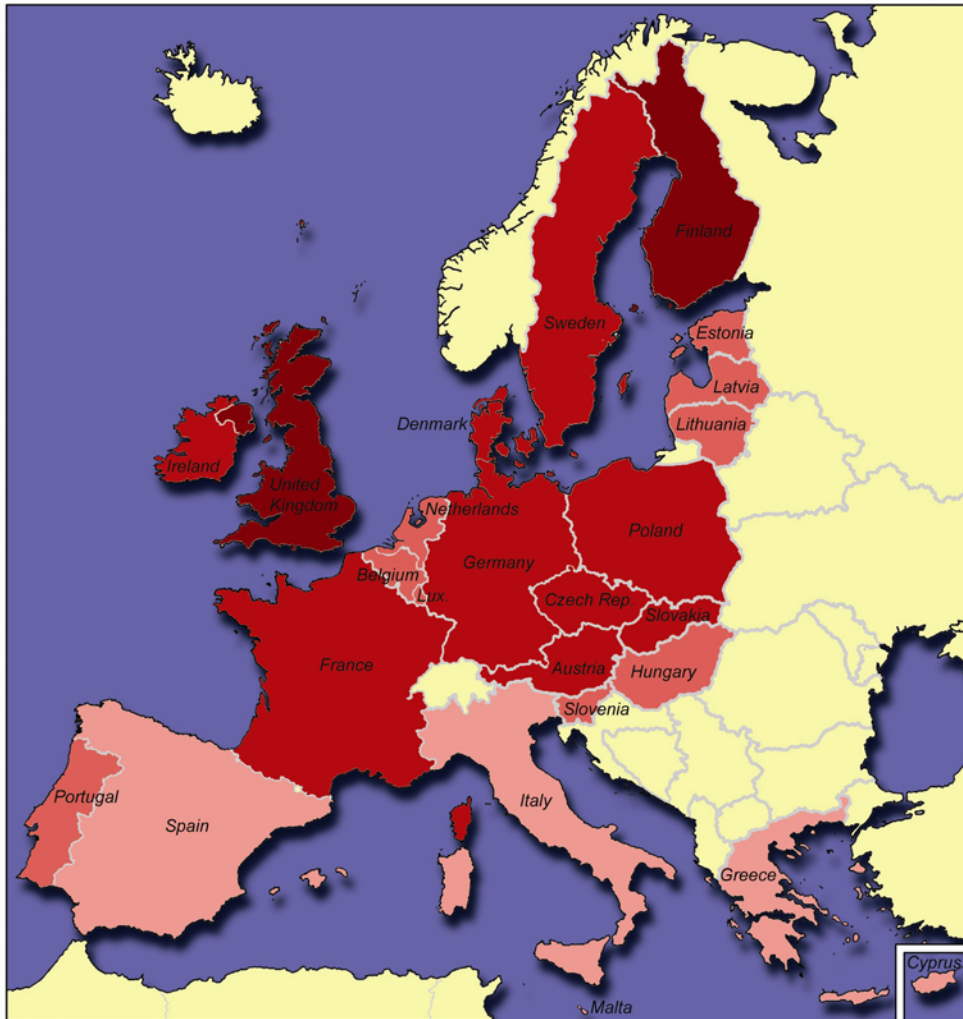 Finland
Sweden
Estonia
Latvia
Denmark
Lithuania
Ireland
United
Kingdom
Netherlands
Poland
Germany
Belgium
Lux.
Czech Rep.
Slovakia
France
Austria
Hungary
Slovenia
Portugal
Italy
Spain
Greece
Cyprus
Malta